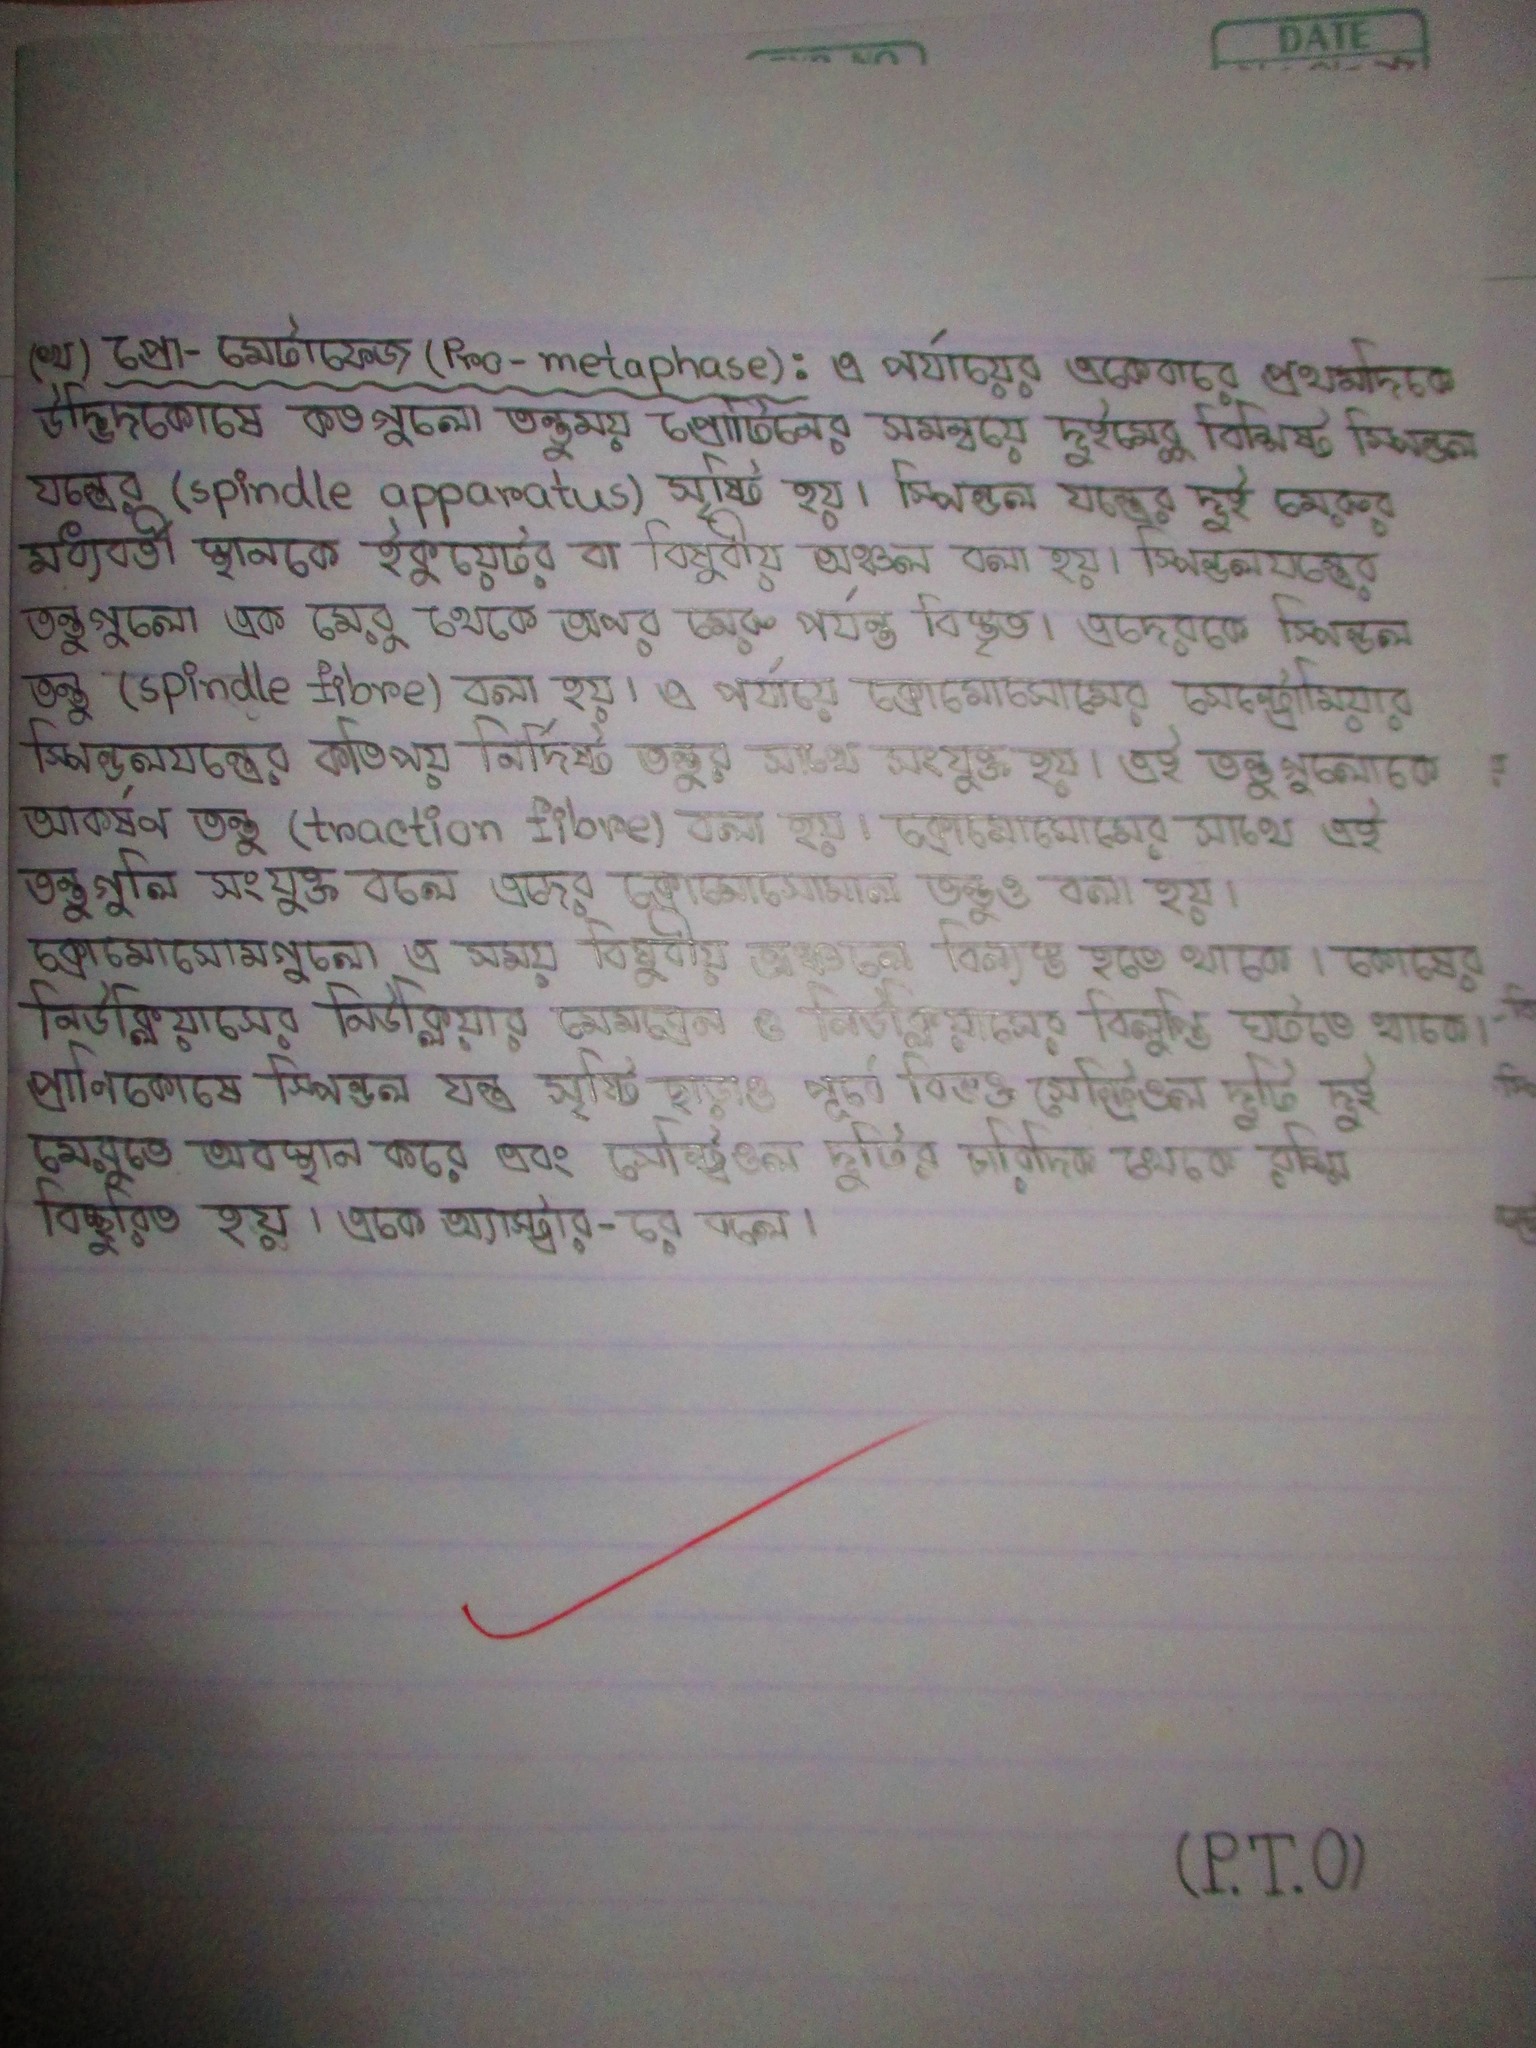 DATE
(খ) প্রো-মেটাফেজ (Pro-metaphase): এ পর্যায়ের একেবারে প্রথমদিকে
উদ্ভিদকোষে কতগুলো তন্তুময় প্রোটিনের সমন্বয়ে দুইমেরু বিশিষ্ট স্পিন্ডল
যন্ত্রের (spindle apparatus) সৃষ্টি হয়। স্পিন্ডল যন্ত্রের দুই মেরুর
মধ্যবর্তী স্থানকে ইকুয়েটর বা বিষুবীয় অঞ্চল বলা হয়। স্পিন্ডলযন্ত্রের
তন্তুগুলো এক মেরু থেকে অপর মেরু পর্যন্ত বিস্তৃত। এদেরকে স্পিন্ডল
তন্তু (spindle fibre) বলা হয়। এ পর্যায়ে ক্রোমোসোমের সেন্ট্রোমিয়ার
স্পিন্ডলযন্ত্রের কতিপয় নির্দিষ্ট তন্তুর সাথে সংযুক্ত হয়। এই তন্তুগুলোকে
আকর্ষন তন্তু (traction fibre) বলা হয়। ক্রোমোসোমের সাথে এই
তন্তুগুলি সংযুক্ত বলে এদের ক্রোমোসোমাল তন্তুও বলা হয়।
ক্রোমোসোমগুলো এ সময় বিষুবীয় অঞ্চলে বিন্যস্ত হতে থাকে। কোষের
নিউক্লিয়াসের নিউক্লিয়ার মেমব্রেন ও নিউক্লিয়াসের বিলুপ্তি ঘটতে থাকে।
প্রানিকোষে স্পিন্ডল যন্ত্র সৃষ্টি ছাড়াও পূর্বে বিভক্ত সেন্ট্রিওল দুটি দুই
মেরুতে অবস্থান করে এবং সেন্ট্রিওল দুটির চারিদিক থেকে রশ্মি
বিচ্ছুরিত হয়। একে অ্যাস্ট্রার-রে বলে।
(P.T.O)